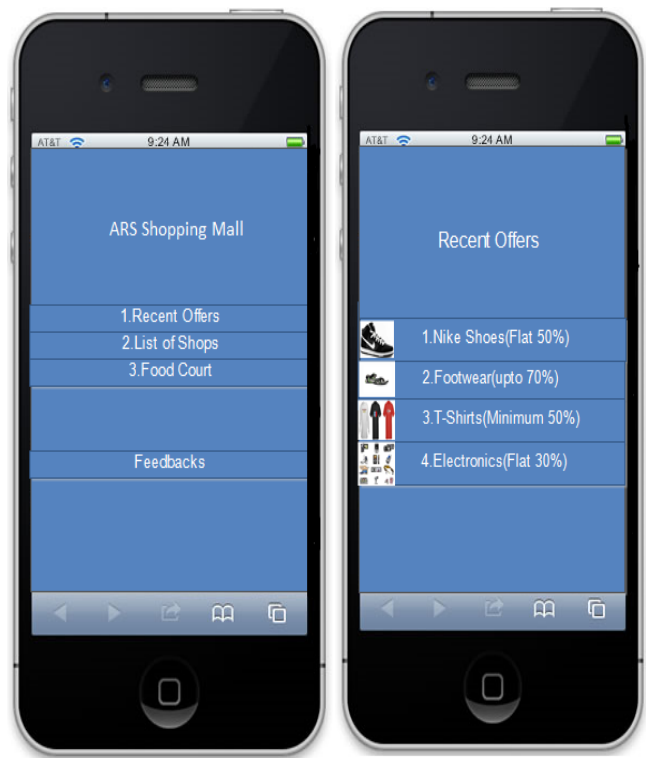 AT&T 9:24 AM
ARS Shopping Mall
1.Recent Offers
2.List of Shops
3.Food Court
Feedbacks
AT&T 9:24 AM
Recent Offers
1.Nike Shoes(Flat 50%)
2.Footwear(upto 70%)
3.T-Shirts(Minimum 50%)
4.Electronics(Flat 30%)